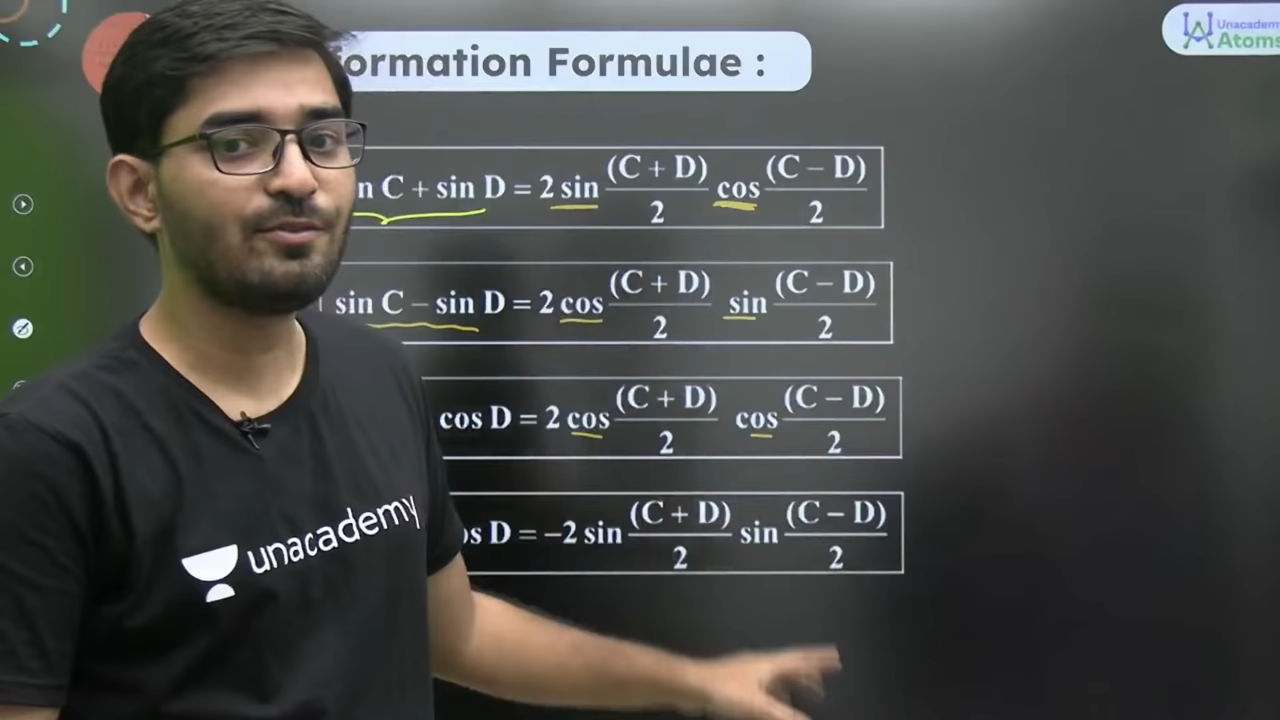 ormation Formulae :
Unacademy
Atoms
n C + sin D = 2 sin (C + D)/2 cos (C − D)/2
sin C − sin D = 2 cos (C + D)/2 sin (C − D)/2
cos D = 2 cos (C + D)/2 cos (C − D)/2
os D = −2 sin (C + D)/2 sin (C − D)/2
unacademy